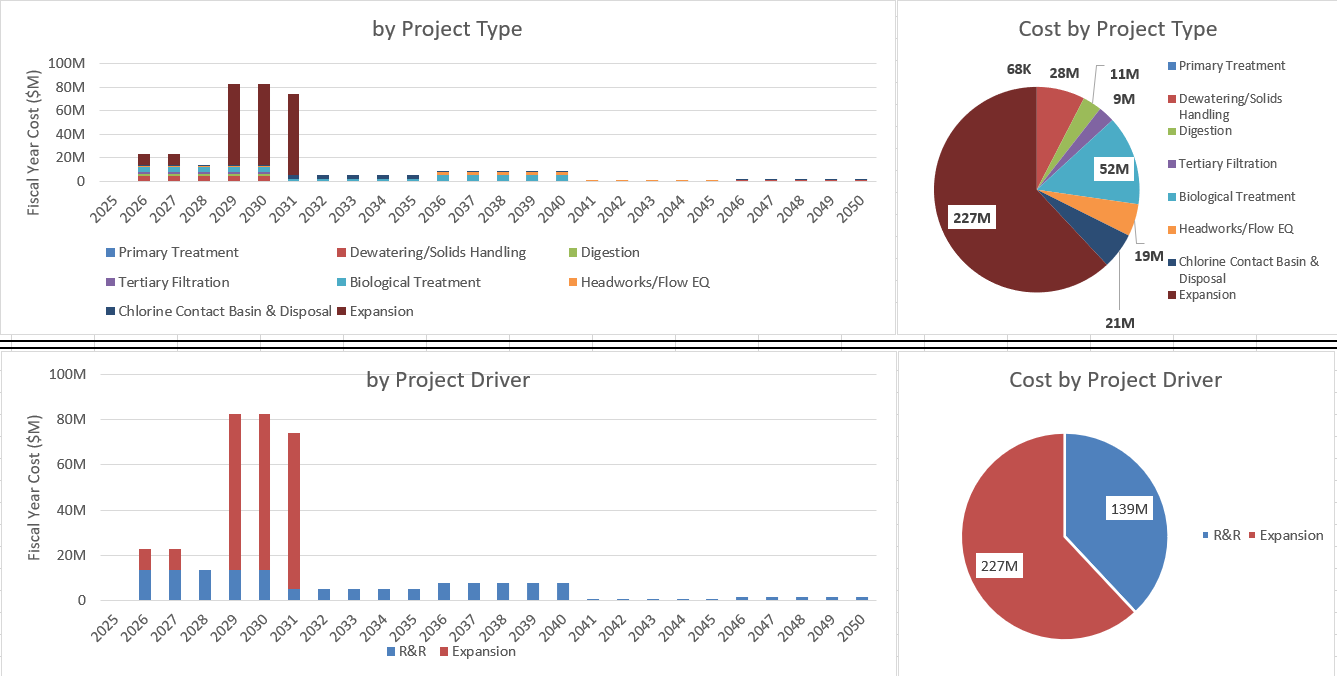 by Project Type
Fiscal Year Cost ($M)
100M
80M
60M
40M
20M
0
2025 2026 2027 2028 2029 2030 2031 2032 2033 2034 2035 2036 2037 2038 2039 2040 2041 2042 2043 2044 2045 2046 2047 2048 2049 2050
Primary Treatment Dewatering/Solids Handling Digestion
Tertiary Filtration Biological Treatment Headworks/Flow EQ
Chlorine Contact Basin & Disposal Expansion
Cost by Project Type
68K 28M 11M
9M
52M
227M
19M
21M
Primary Treatment
Dewatering/Solids
Handling
Digestion
Tertiary Filtration
Biological Treatment
Headworks/Flow EQ
Chlorine Contact Basin &
Disposal
Expansion
by Project Driver
Fiscal Year Cost ($M)
100M
80M
60M
40M
20M
0
2025 2026 2027 2028 2029 2030 2031 2032 2033 2034 2035 2036 2037 2038 2039 2040 2041 2042 2043 2044 2045 2046 2047 2048 2049 2050
R&R Expansion
Cost by Project Driver
139M
227M
R&R Expansion